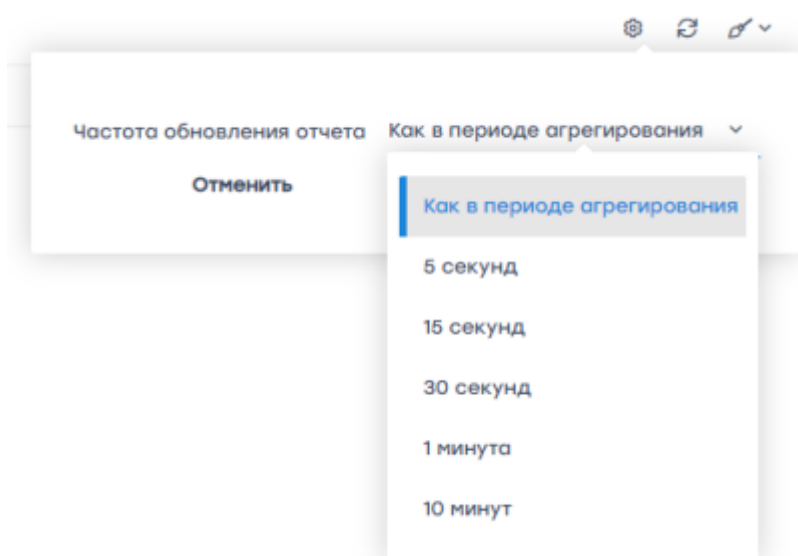 Частота обновления отчета Как в периоде агрегирования
Отменить
Как в периоде агрегирования
5 секунд
15 секунд
30 секунд
1 минута
10 минут